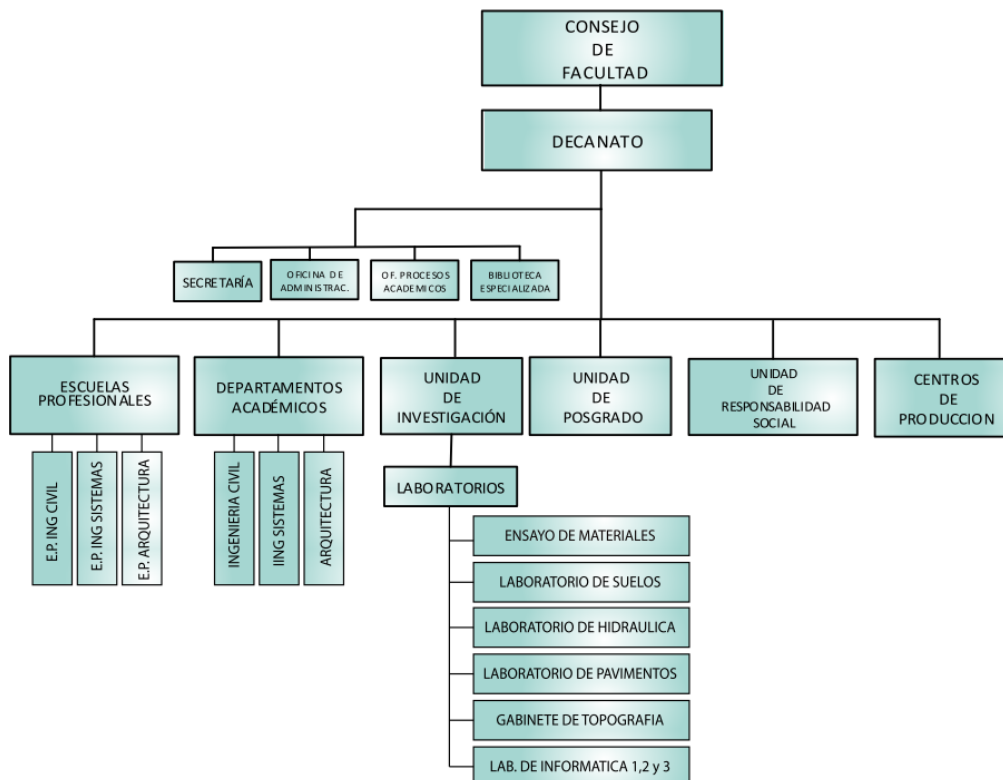 CONSEJO
DE
FACULTAD
DECANATO
SECRETARÍA
OFICINA DE
ADMINISTRAC.
OF. PROCESOS
ACADEMICOS
BIBLIOTECA
ESPECIALIZADA
ESCUELAS
PROFESIONALES
DEPARTAMENTOS
ACADÉMICOS
UNIDAD
DE
INVESTIGACIÓN
UNIDAD
DE
POSGRADO
UNIDAD
DE
RESPONSABILIDAD
SOCIAL
CENTROS
DE
PRODUCCION
E.P. ING CIVIL
E.P. ING SISTEMAS
E.P. ARQUITECTURA
INGENIERIA CIVIL
IING SISTEMAS
ARQUITECTURA
LABORATORIOS
ENSAYO DE MATERIALES
LABORATORIO DE SUELOS
LABORATORIO DE HIDRAULICA
LABORATORIO DE PAVIMENTOS
GABINETE DE TOPOGRAFIA
LAB. DE INFORMATICA 1,2 y 3